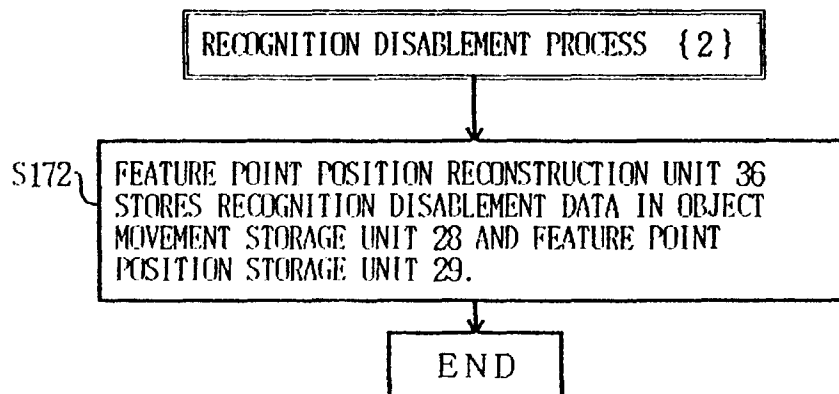 RECOGNITION DISABLEMENT PROCESS {2}
S172
FEATURE POINT POSITION RECONSTRUCTION UNIT 36
STORES RECOGNITION DISABLEMENT DATA IN OBJECT
MOVEMENT STORAGE UNIT 28 AND FEATURE POINT
POSITION STORAGE UNIT 29.
END